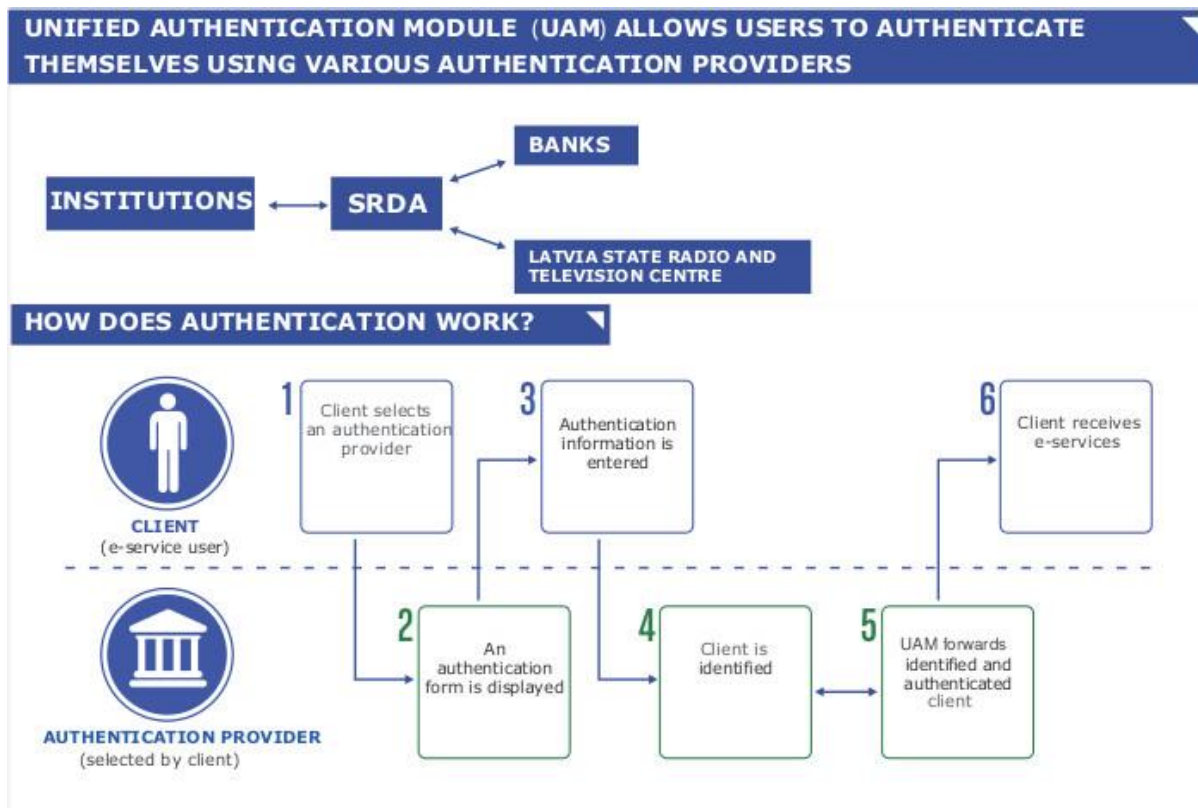 UNIFIED AUTHENTICATION MODULE (UAM) ALLOWS USERS TO AUTHENTICATE
THEMSELVES USING VARIOUS AUTHENTICATION PROVIDERS
BANKS
INSTITUTIONS
SRDA
LATVIA STATE RADIO AND
TELEVISION CENTRE
HOW DOES AUTHENTICATION WORK?
CLIENT
(e-service user)
1
Client selects
an authentication
provider
3
Authentication
information is
entered
6
Client receives
e-services
AUTHENTICATION PROVIDER
(selected by client)
2
An
authentication
form is displayed
4
Client is
identified
5
UAM forwards
identified and
authenticated
client